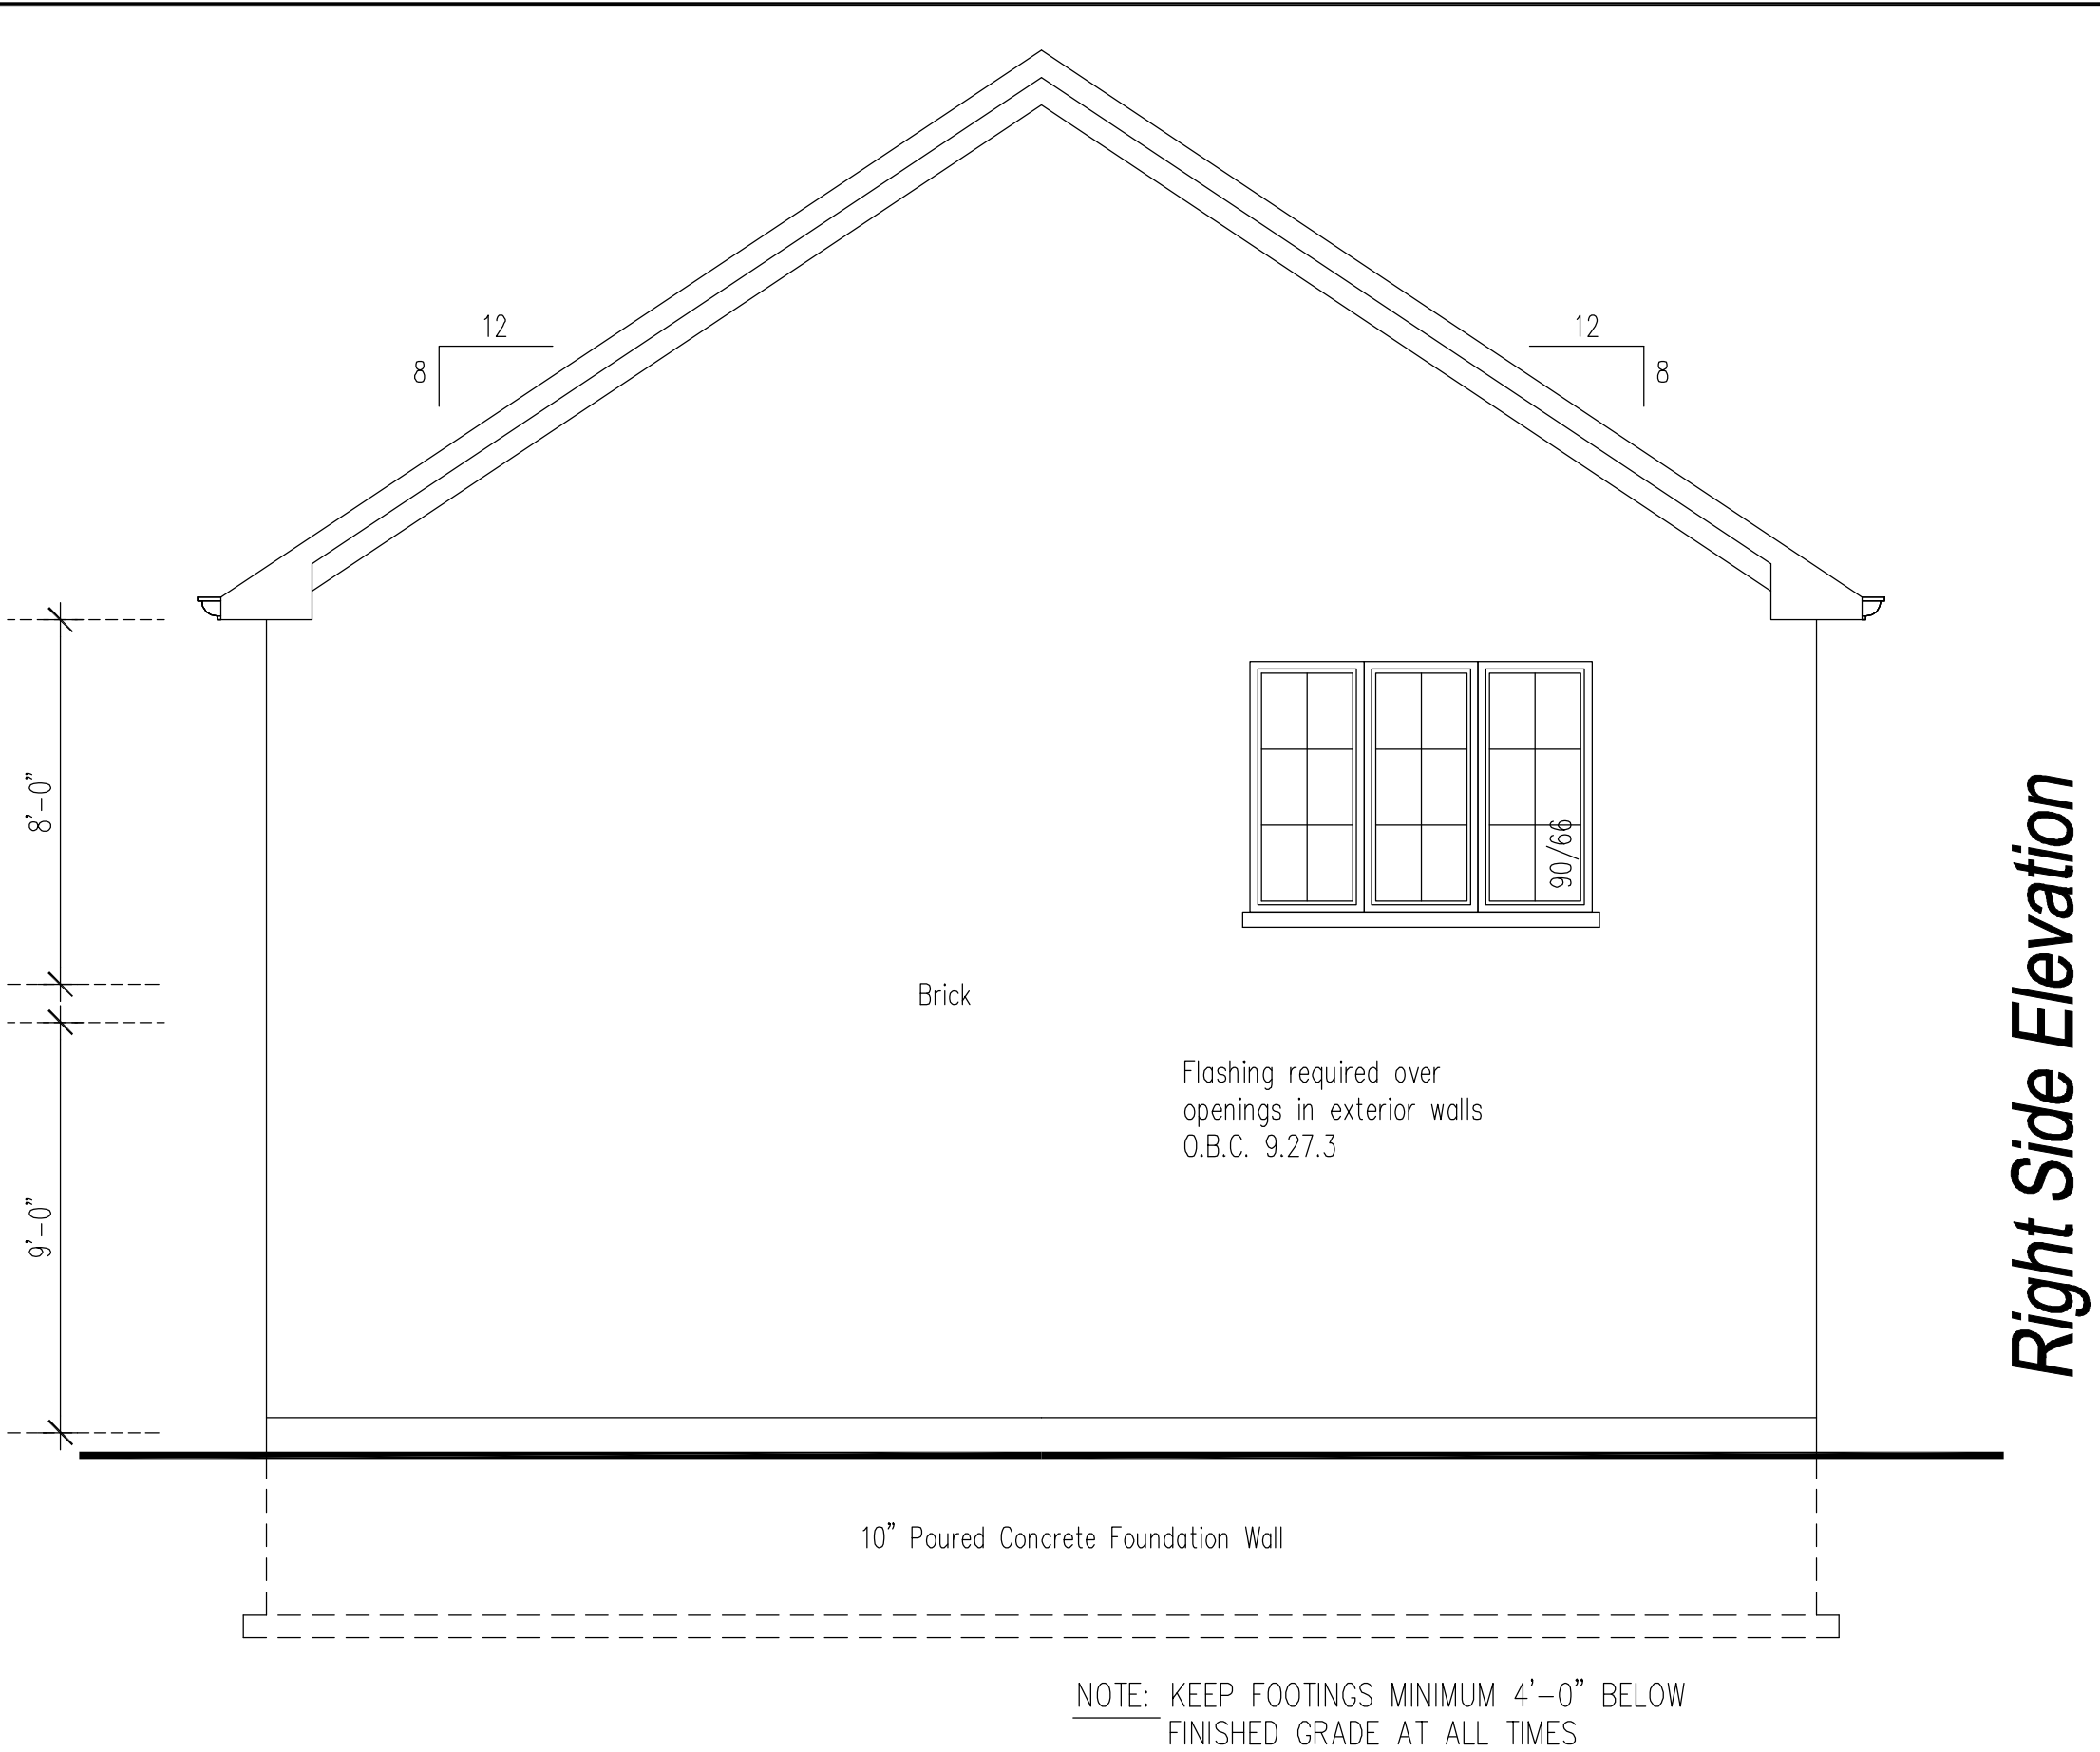 12
8
12
8
8'-0"
90/66
Brick
Flashing required over
openings in exterior walls
O.B.C. 9.27.3
9'-0"
Right Side Elevation
10" Poured Concrete Foundation Wall
NOTE: KEEP FOOTINGS MINIMUM 4'-0" BELOW
FINISHED GRADE AT ALL TIMES